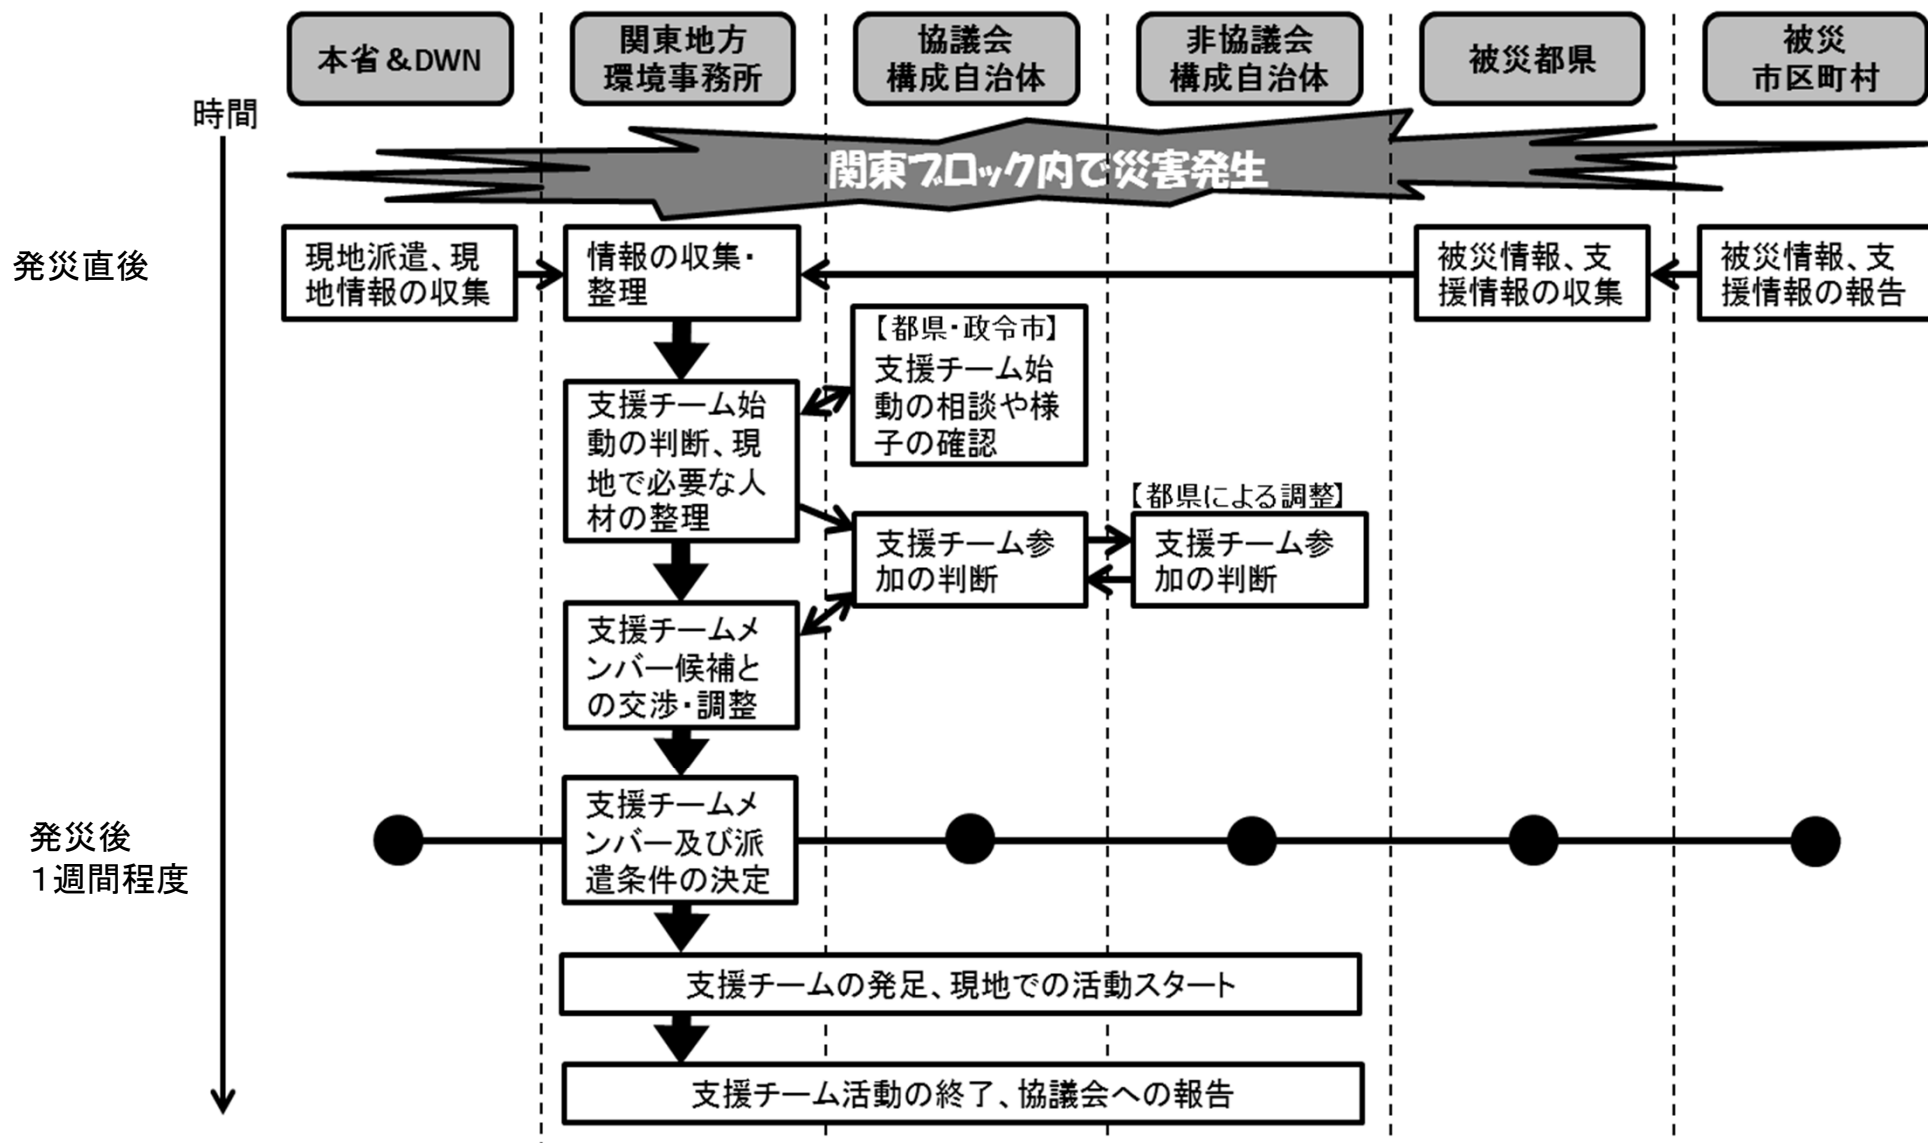 本省＆DWN
関東地方
環境事務所
協議会
構成自治体
非協議会
構成自治体
被災都県
被災
市区町村
時間
関東ブロック内で災害発生
発災直後
現地派遣、現
地情報の収集
情報の収集・
整理
被災情報、支
援情報の収集
被災情報、支
援情報の報告
【都県・政令市】
支援チーム始
動の相談や様
子の確認
支援チーム始
動の判断、現
地で必要な人
材の整理
【都県による調整】
支援チーム参
加の判断
支援チーム参
加の判断
支援チームメ
ンバー候補と
の交渉・調整
発災後
１週間程度
支援チームメ
ンバー及び派
遣条件の決定
支援チームの発足、現地での活動スタート
支援チーム活動の終了、協議会への報告